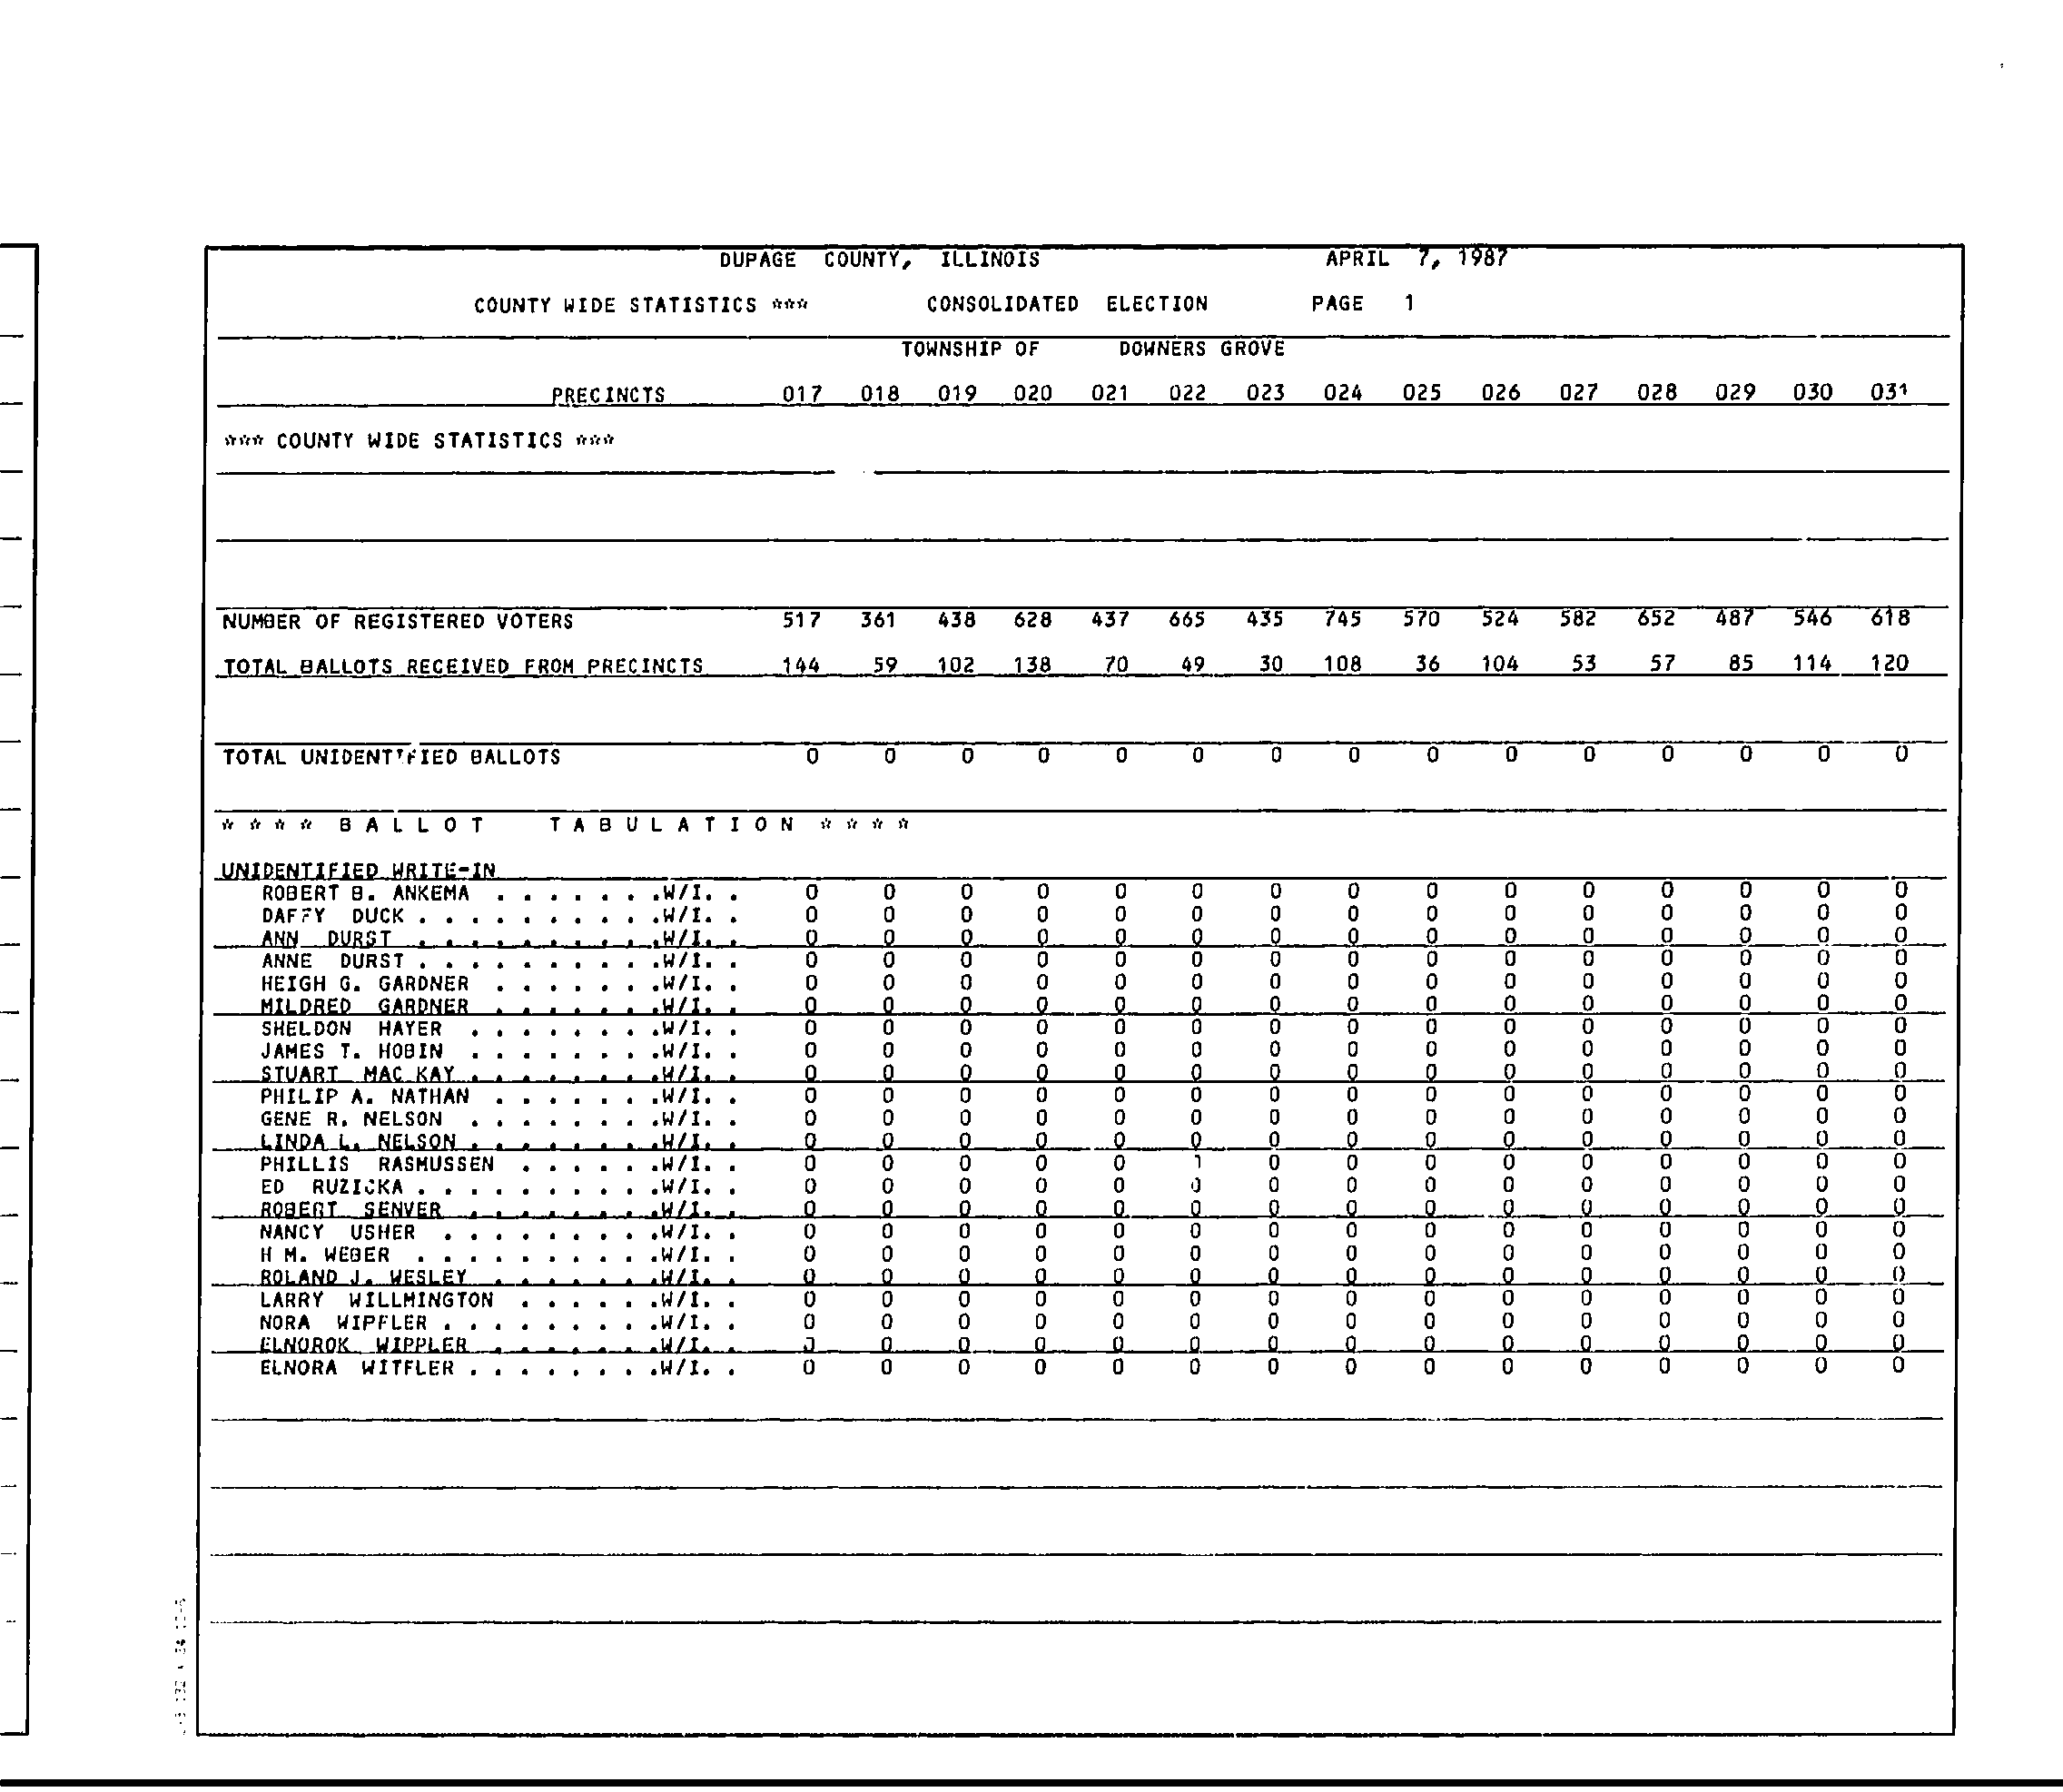 DUPAGE COUNTY, ILLINOIS APRIL 7, 1987
COUNTY WIDE STATISTICS *** CONSOLIDATED ELECTION PAGE 1
TOWNSHIP OF DOWNERS GROVE
PRECINCTS 017 018 019 020 021 022 023 024 025 026 027 028 029 030 031
*** COUNTY WIDE STATISTICS ***
NUMBER OF REGISTERED VOTERS 517 361 438 628 437 665 435 745 570 524 582 652 487 546 618
TOTAL BALLOTS RECEIVED FROM PRECINCTS 144 59 102 138 70 49 30 108 36 104 53 57 85 114 120
TOTAL UNIDENTIFIED BALLOTS 0 0 0 0 0 0 0 0 0 0 0 0 0 0 0
* * * * B A L L O T T A B U L A T I O N * * * *
UNIDENTIFIED WRITE-IN
ROBERT B. ANKEMA . . . . . . .W/I. . 0 0 0 0 0 0 0 0 0 0 0 0 0 0 0
DAFFY DUCK . . . . . . . . . .W/I. . 0 0 0 0 0 0 0 0 0 0 0 0 0 0 0
ANN DURST . . . . . . . . . .W/I. . 0 0 0 0 0 0 0 0 0 0 0 0 0 0 0
ANNE DURST . . . . . . . . . .W/I. . 0 0 0 0 0 0 0 0 0 0 0 0 0 0 0
HEIGH G. GARDNER . . . . . . .W/I. . 0 0 0 0 0 0 0 0 0 0 0 0 0 0 0
MILDRED GARDNER . . . . . . .W/I. . 0 0 0 0 0 0 0 0 0 0 0 0 0 0 0
SHELDON HAYER . . . . . . . .W/I. . 0 0 0 0 0 0 0 0 0 0 0 0 0 0 0
JAMES T. HOBIN . . . . . . . .W/I. . 0 0 0 0 0 0 0 0 0 0 0 0 0 0 0
STUART MAC KAY . . . . . . . .W/I. . 0 0 0 0 0 0 0 0 0 0 0 0 0 0 0
PHILIP A. NATHAN . . . . . . .W/I. . 0 0 0 0 0 0 0 0 0 0 0 0 0 0 0
GENE R. NELSON . . . . . . . .W/I. . 0 0 0 0 0 0 0 0 0 0 0 0 0 0 0
LINDA L. NELSON . . . . . . . .W/I. . 0 0 0 0 0 0 0 0 0 0 0 0 0 0 0
PHILLIS RASMUSSEN . . . . . .W/I. . 0 0 0 0 0 1 0 0 0 0 0 0 0 0 0
ED RUZICKA . . . . . . . . . .W/I. . 0 0 0 0 0 0 0 0 0 0 0 0 0 0 0
ROBERT SENVER . . . . . . . .W/I. . 0 0 0 0 0 0 0 0 0 0 0 0 0 0 0
NANCY USHER . . . . . . . . .W/I. . 0 0 0 0 0 0 0 0 0 0 0 0 0 0 0
H M. WEBER . . . . . . . . . .W/I. . 0 0 0 0 0 0 0 0 0 0 0 0 0 0 0
ROLAND J. WESLEY . . . . . . .W/I. . 0 0 0 0 0 0 0 0 0 0 0 0 0 0 0
LARRY WILLMINGTON . . . . . .W/I. . 0 0 0 0 0 0 0 0 0 0 0 0 0 0 0
NORA WIPFLER . . . . . . . . .W/I. . 0 0 0 0 0 0 0 0 0 0 0 0 0 0 0
ELNOROK WIPPLER . . . . . . .W/I. . 0 0 0 0 0 0 0 0 0 0 0 0 0 0 0
ELNORA WITFLER . . . . . . . .W/I. . 0 0 0 0 0 0 0 0 0 0 0 0 0 0 0